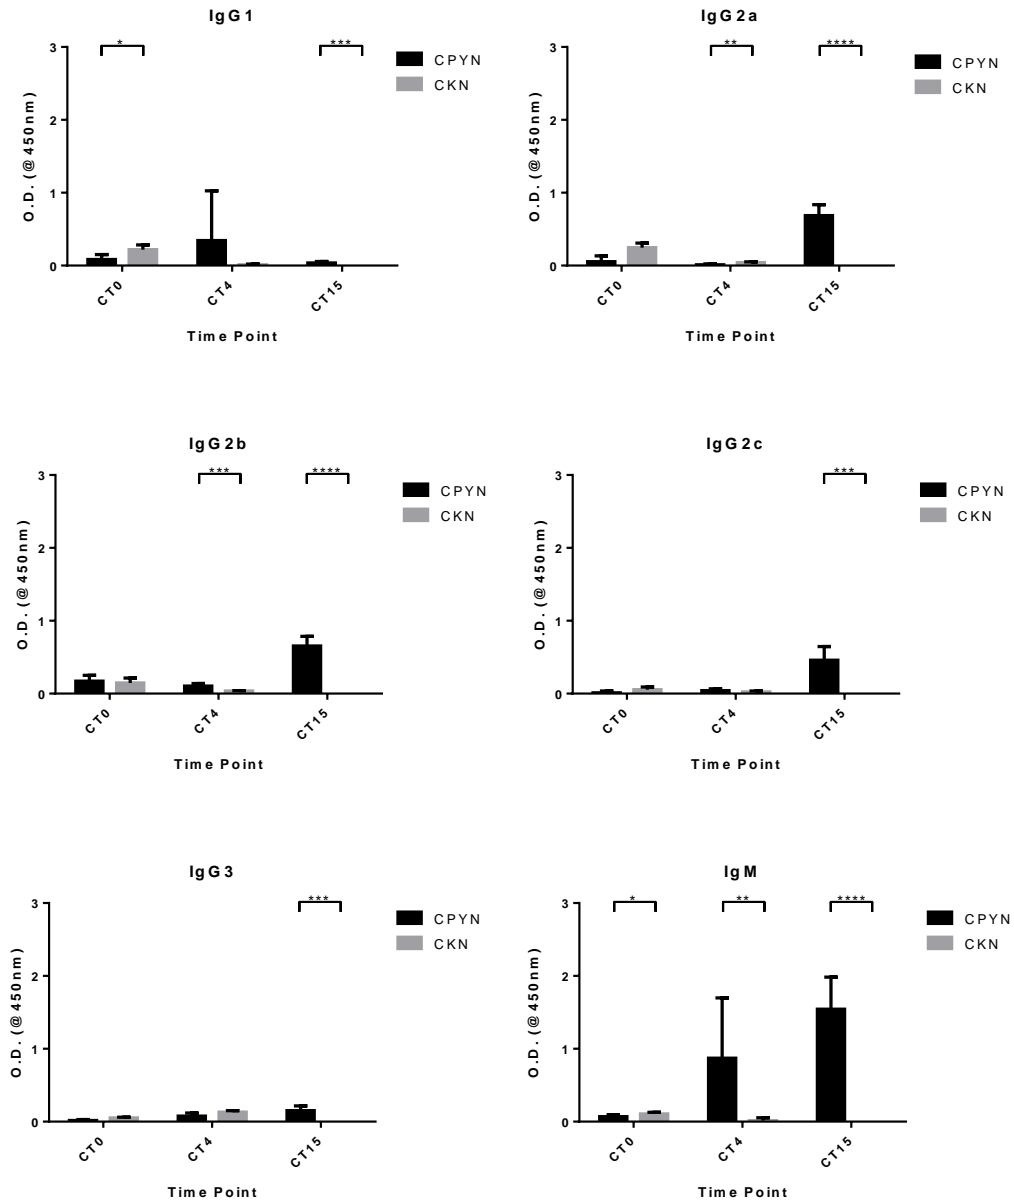 IgG1
* ***
3
2
1
0
O.D. (@450nm)
CT0 CT4 CT15
Time Point
CPYN
CKN
IgG2a
** ****
3
2
1
0
O.D. (@450nm)
CT0 CT4 CT15
Time Point
CPYN
CKN
IgG2b
*** ****
3
2
1
0
O.D. (@450nm)
CT0 CT4 CT15
Time Point
CPYN
CKN
IgG2c
***
3
2
1
0
O.D. (@450nm)
CT0 CT4 CT15
Time Point
CPYN
CKN
IgG3
***
3
2
1
0
O.D. (@450nm)
CT0 CT4 CT15
Time Point
CPYN
CKN
IgM
* ** ****
3
2
1
0
O.D. (@450nm)
CT0 CT4 CT15
Time Point
CPYN
CKN